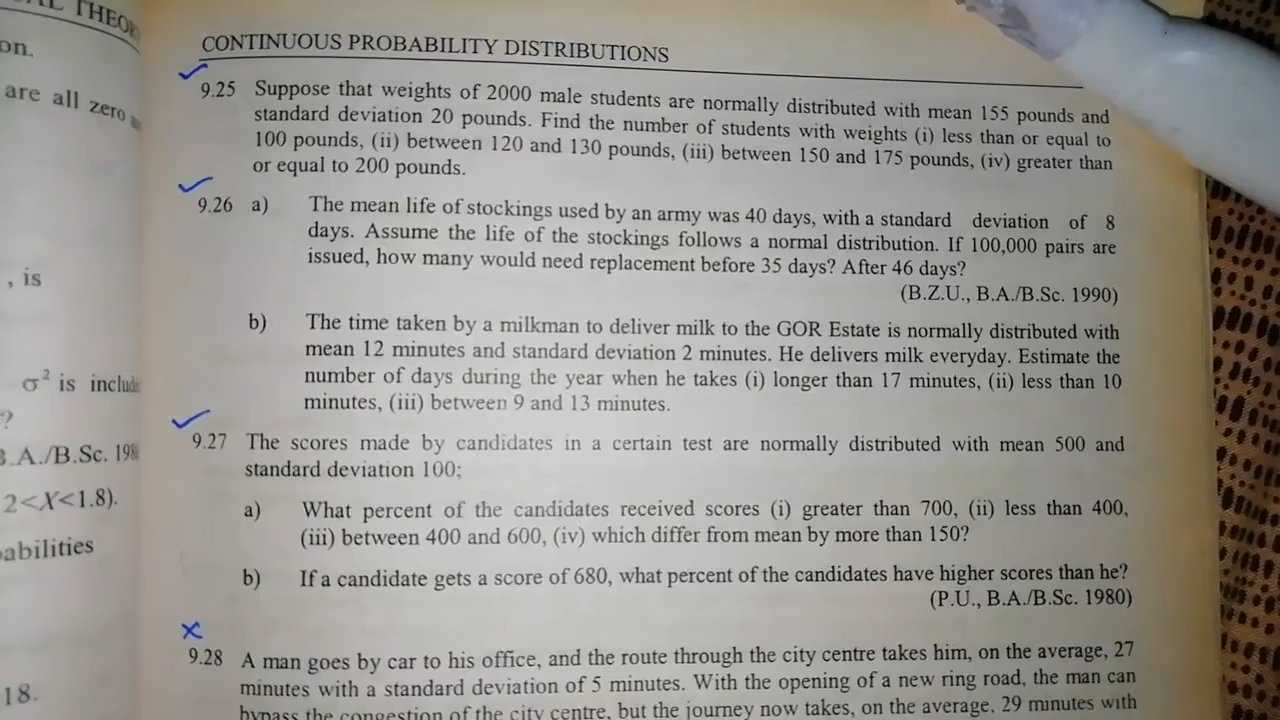 THEO
on.
are all zero
, is
σ² is
?
B.A./B.Sc. 198
2<X<1.8).
abilities
18.
CONTINUOUS PROBABILITY DISTRIBUTIONS
9.25 Suppose that weights of 2000 male students are normally distributed with mean 155 pounds and
standard deviation 20 pounds. Find the number of students with weights (i) less than or equal to
100 pounds, (ii) between 120 and 130 pounds, (iii) between 150 and 175 pounds, (iv) greater than
or equal to 200 pounds.
9.26 a) The mean life of stockings used by an army was 40 days, with a standard deviation of 8
days. Assume the life of the stockings follows a normal distribution. If 100,000 pairs are
issued, how many would need replacement before 35 days? After 46 days?
(B.Z.U., B.A./B.Sc. 1990)
b) The time taken by a milkman to deliver milk to the GOR Estate is normally distributed with
mean 12 minutes and standard deviation 2 minutes. He delivers milk everyday. Estimate the
number of days during the year when he takes (i) longer than 17 minutes, (ii) less than 10
minutes, (iii) between 9 and 13 minutes.
9.27 The scores made by candidates in a certain test are normally distributed with mean 500 and
standard deviation 100;
a) What percent of the candidates received scores (i) greater than 700, (ii) less than 400,
(iii) between 400 and 600, (iv) which differ from mean by more than 150?
b) If a candidate gets a score of 680, what percent of the candidates have higher scores than he?
(P.U., B.A./B.Sc. 1980)
9.28 A man goes by car to his office, and the route through the city centre takes him, on the average, 27
minutes with a standard deviation of 5 minutes. With the opening of a new ring road, the man can
bypass the congestion of the city centre, but the journey now takes, on the average, 29 minutes with